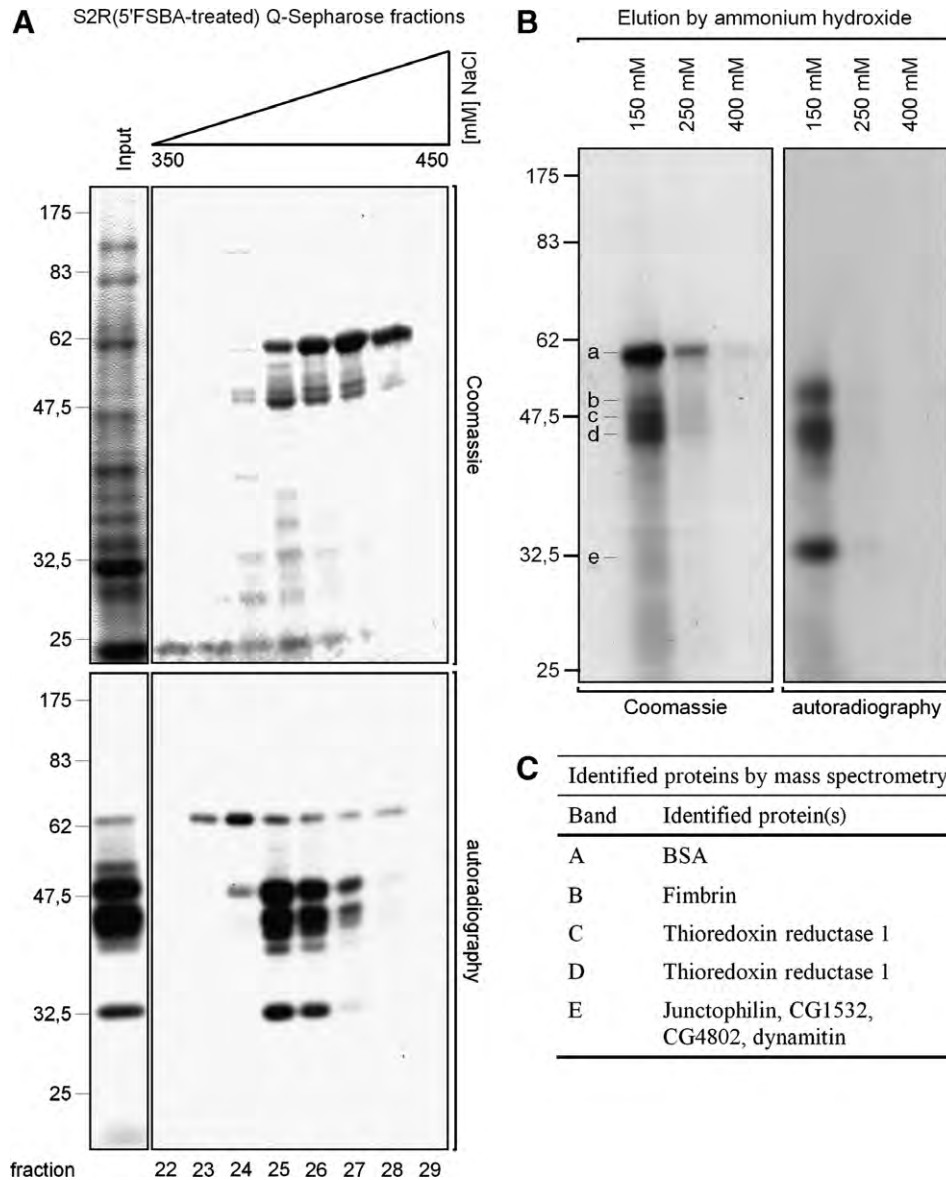 A
S2R(5'FSBA-treated) Q-Sepharose fractions
Input
350
450
[mM] NaCl
175
83
62
47,5
32,5
25
Coomassie
175
83
62
47,5
32,5
25
autoradiography
fraction 22 23 24 25 26 27 28 29
B
Elution by ammonium hydroxide
150 mM 250 mM 400 mM 150 mM 250 mM 400 mM
175
83
62
a
b
47,5
c
d
32,5
e
25
Coomassie autoradiography
C
Identified proteins by mass spectrometry
Band Identified protein(s)
A BSA
B Fimbrin
C Thioredoxin reductase 1
D Thioredoxin reductase 1
E Junctophilin, CG1532,
CG4802, dynamitin